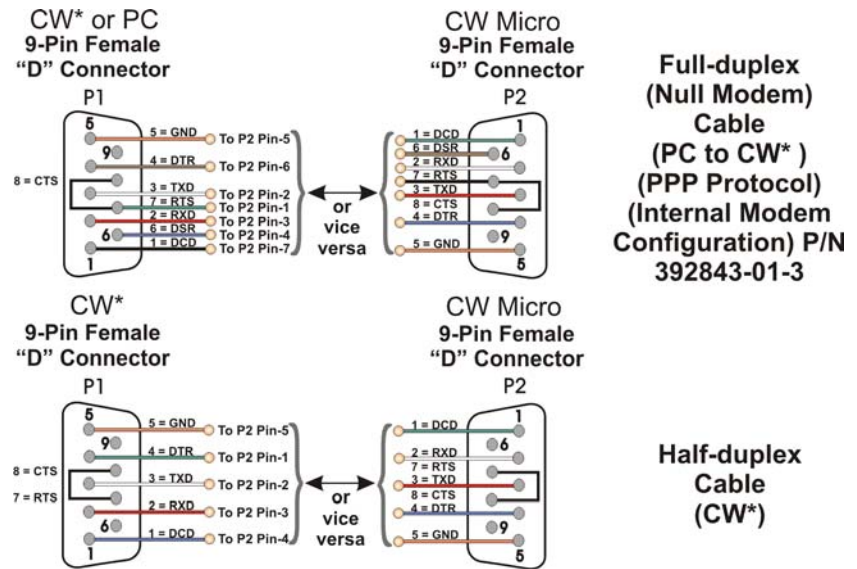 CW* or PC
9-Pin Female
“D” Connector
P1
5
9
6
1
8 = CTS
5 = GND
To P2 Pin-5
4 = DTR
To P2 Pin-6
3 = TXD
To P2 Pin-2
7 = RTS
To P2 Pin-1
2 = RXD
To P2 Pin-3
6 = DSR
To P2 Pin-4
1 = DCD
To P2 Pin-7
or
vice
versa
CW Micro
9-Pin Female
“D” Connector
P2
1 = DCD
6 = DSR
2 = RXD
7 = RTS
3 = TXD
8 = CTS
4 = DTR
5 = GND
1
6
9
5
Full-duplex
(Null Modem)
Cable
(PC to CW* )
(PPP Protocol)
(Internal Modem
Configuration) P/N
392843-01-3
CW*
9-Pin Female
“D” Connector
P1
5
9
6
1
8 = CTS
7 = RTS
5 = GND
To P2 Pin-5
4 = DTR
To P2 Pin-1
3 = TXD
To P2 Pin-2
2 = RXD
To P2 Pin-3
1 = DCD
To P2 Pin-4
or
vice
versa
CW Micro
9-Pin Female
“D” Connector
P2
1 = DCD
2 = RXD
7 = RTS
3 = TXD
8 = CTS
4 = DTR
5 = GND
1
6
9
5
Half-duplex
Cable
(CW*)